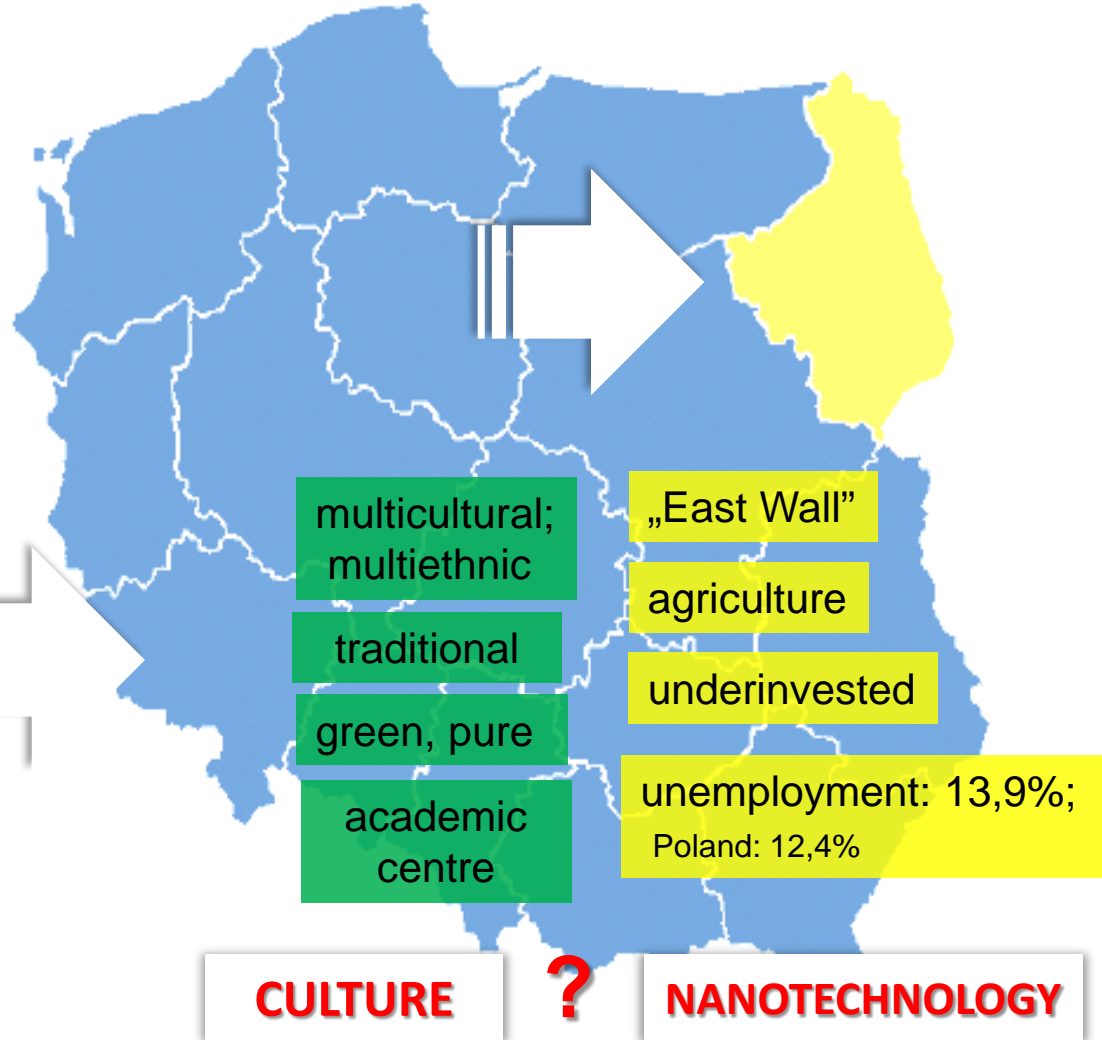 multicultural;
multiethnic
traditional
green, pure
academic
centre
„East Wall”
agriculture
underinvested
unemployment: 13,9%;
Poland: 12,4%
CULTURE
?
NANOTECHNOLOGY